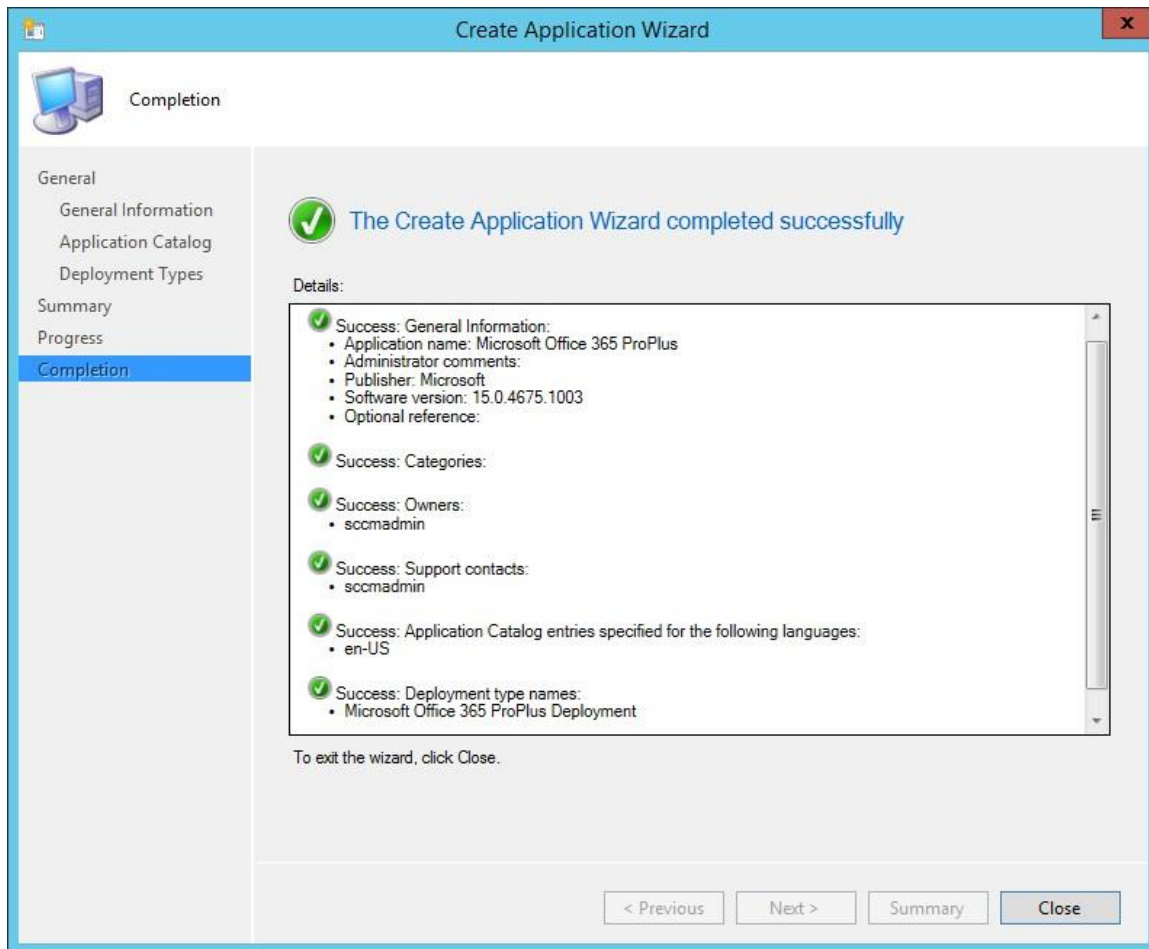 Create Application Wizard
x
Completion
General
General Information
Application Catalog
Deployment Types
Summary
Progress
Completion
The Create Application Wizard completed successfully
Details:
Success: General Information:
• Application name: Microsoft Office 365 ProPlus
• Administrator comments:
• Publisher: Microsoft
• Software version: 15.0.4675.1003
• Optional reference:
Success: Categories:
Success: Owners:
• sccmadmin
Success: Support contacts:
• sccmadmin
Success: Application Catalog entries specified for the following languages:
• en-US
Success: Deployment type names:
• Microsoft Office 365 ProPlus Deployment
To exit the wizard, click Close.
< Previous
Next >
Summary
Close